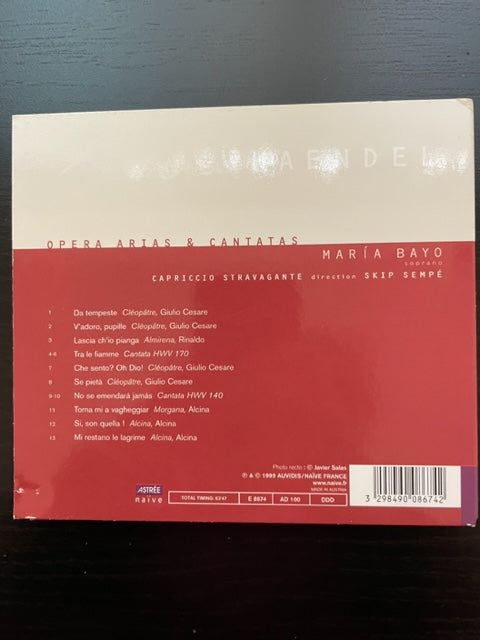 HAENDEL
OPERA ARIAS & CANTATAS
MARÍA BAYO
soprano
CAPRICCIO STRAVAGANTE direction SKIP SEMPÉ
1 Da tempeste Cléopâtre, Giulio Cesare
2 V'adoro, pupille Cléopâtre, Giulio Cesare
3 Lascia ch'io pianga Almirena, Rinaldo
4-6 Tra le fiamme Cantata HWV 170
7 Che sento? Oh Dio! Cléopâtre, Giulio Cesare
8 Se pietà Cléopâtre, Giulio Cesare
9-10 No se emendará jamás Cantata HWV 140
11 Torna mi a vagheggiar Morgana, Alcina
12 Si, son quella ! Alcina, Alcina
13 Mi restano le lagrime Alcina, Alcina
Photo recto : © Javier Salas
℗ & © 1999 AUVIDIS/NAÏVE FRANCE
www.naive.fr
MADE IN AUSTRIA
ASTRÉE
naïve
TOTAL TIMING: 63'47 E 8674 AD 100 DDD
3 298490 086742